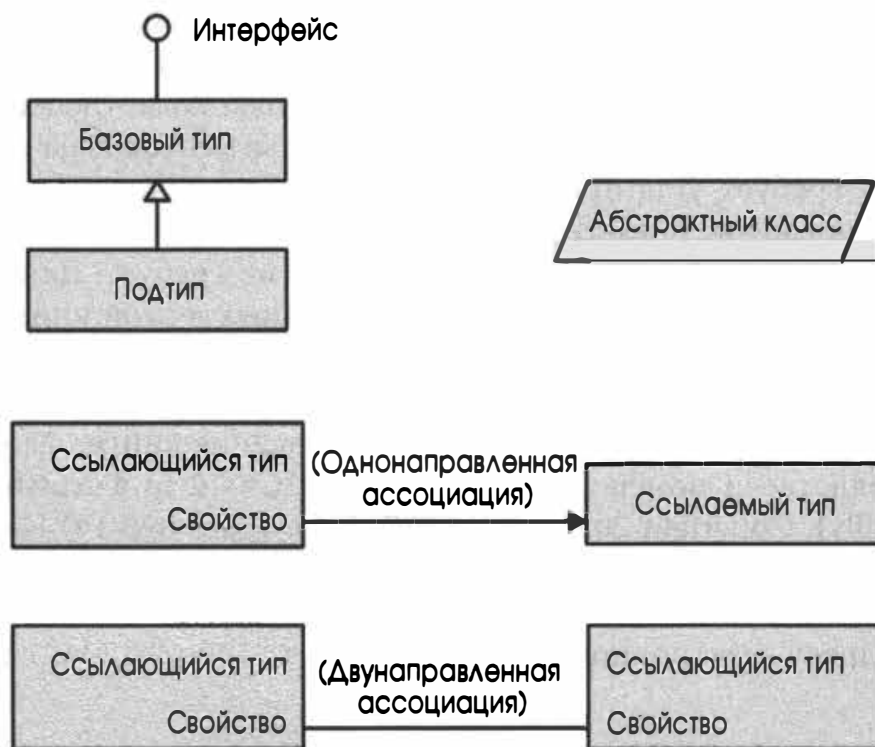 Интерфейс
Базовый тип
Абстрактный класс
Подтип
Ссылающийся тип
Свойство
(Однонаправленная
ассоциация)
Ссылаемый тип
Ссылающийся тип
Свойство
(Двунаправленная
ассоциация)
Ссылающийся тип
Свойство